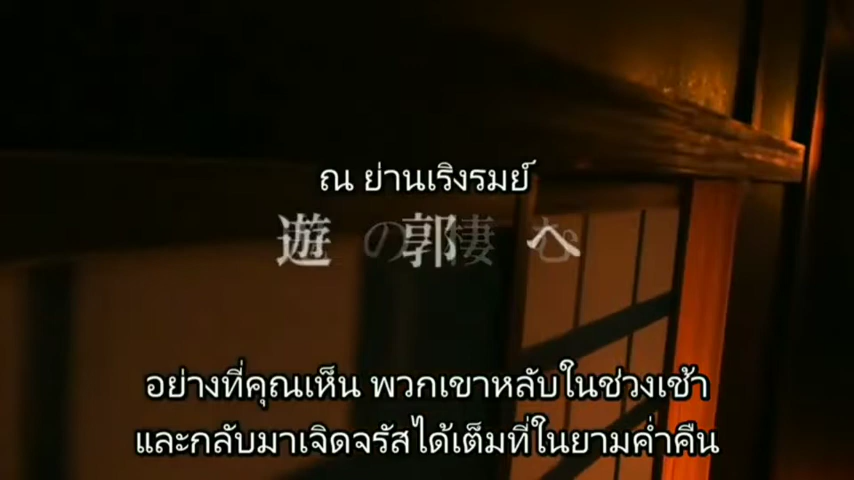 ณ ย่านเริงรมย์
遊郭へ
อย่างที่คุณเห็น พวกเขาหลับในช่วงเช้า
และกลับมาเจิดจรัสได้เต็มที่ในยามค่ำคืน